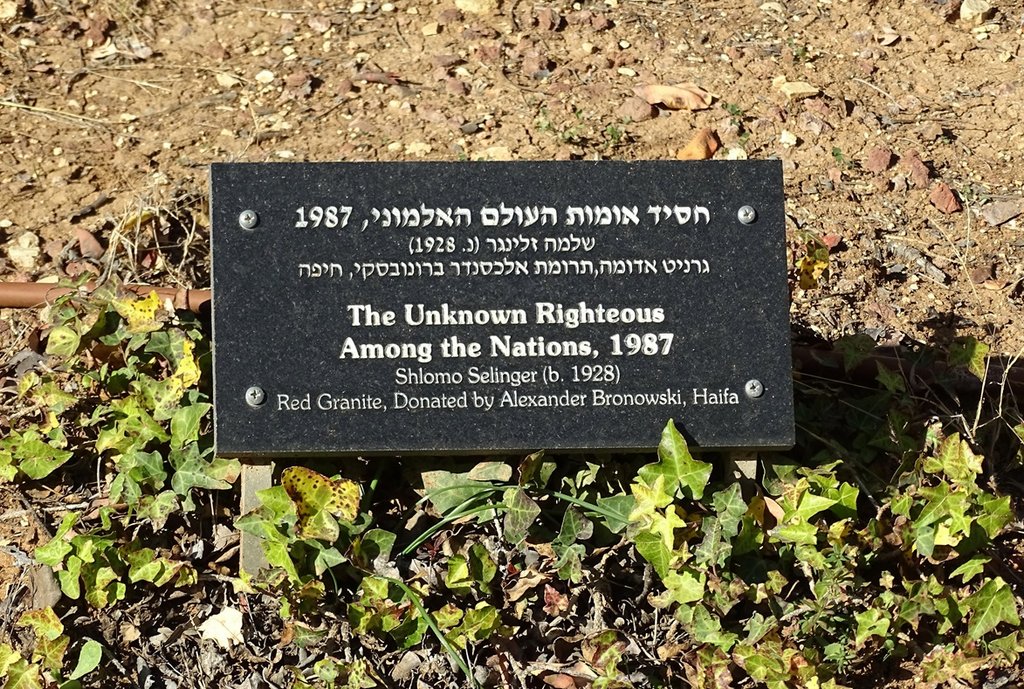 חסיד אומות העולם האלמוני, 1987
שלמה זלינגר (נ. 1928)
גרניט אדומה,תרומת אלכסנדר ברונובסקי, חיפה
The Unknown Righteous
Among the Nations, 1987
Shlomo Selinger (b. 1928)
Red Granite, Donated by Alexander Bronowski, Haifa